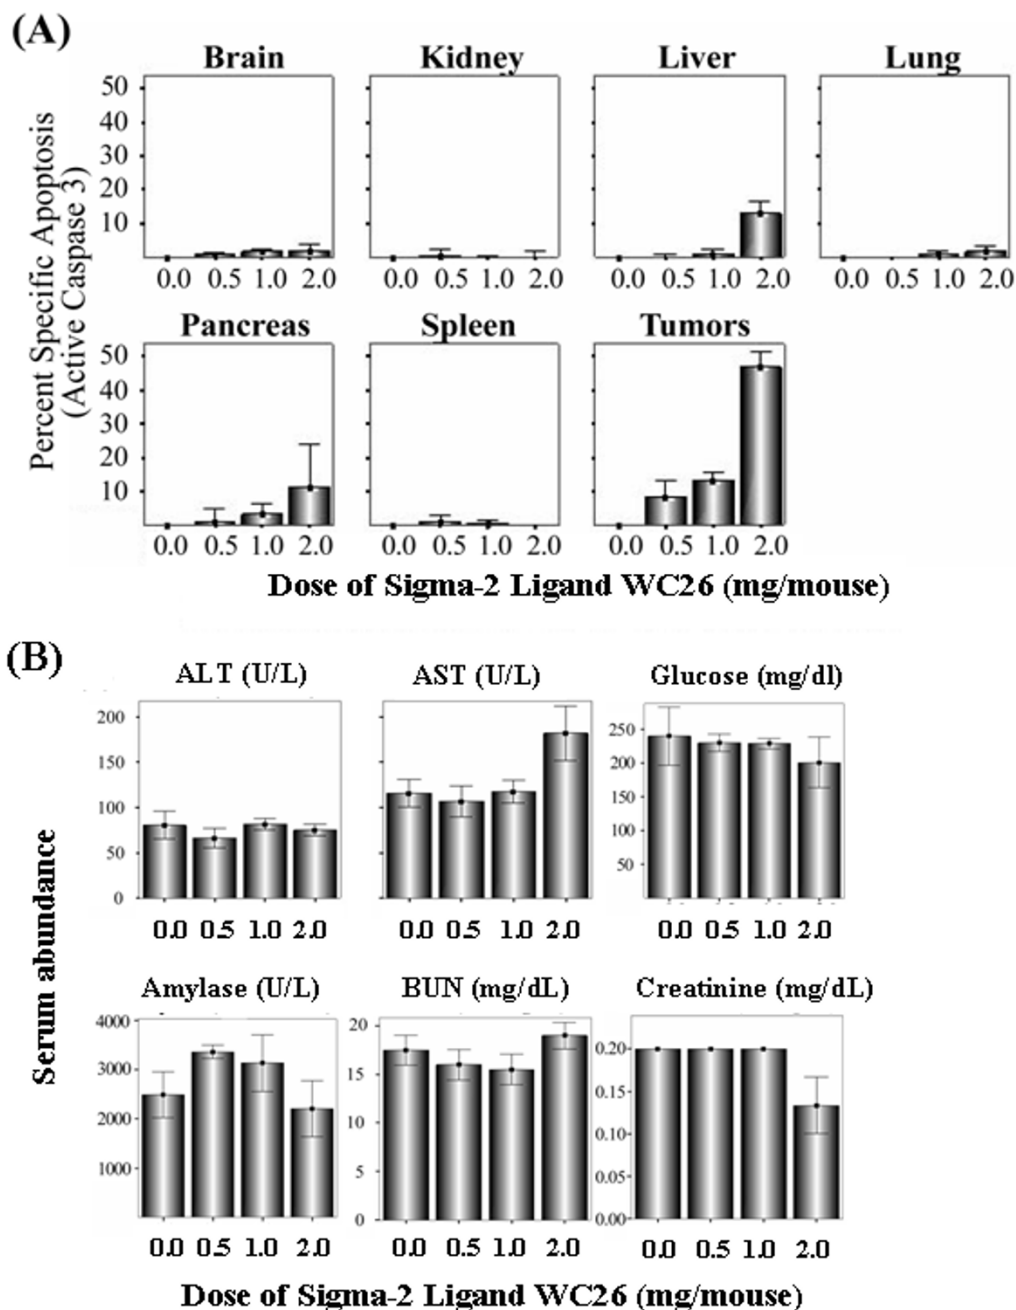 (A)
Brain Kidney Liver Lung
Percent Specific Apoptosis
(Active Caspase 3)
50
40
30
20
10
0.0 0.5 1.0 2.0 0.0 0.5 1.0 2.0 0.0 0.5 1.0 2.0 0.0 0.5 1.0 2.0
Pancreas Spleen Tumors
50
40
30
20
10
0.0 0.5 1.0 2.0 0.0 0.5 1.0 2.0 0.0 0.5 1.0 2.0
Dose of Sigma-2 Ligand WC26 (mg/mouse)
(B)
Serum abundance
ALT (U/L) AST (U/L) Glucose (mg/dl)
200
150
100
50
0
250
200
150
100
50
0.0 0.5 1.0 2.0 0.0 0.5 1.0 2.0 0.0 0.5 1.0 2.0
Amylase (U/L) BUN (mg/dL) Creatinine (mg/dL)
4000
3000
2000
1000
20
15
10
5
0
0.20
0.15
0.10
0.05
0.00
0.0 0.5 1.0 2.0 0.0 0.5 1.0 2.0 0.0 0.5 1.0 2.0
Dose of Sigma-2 Ligand WC26 (mg/mouse)